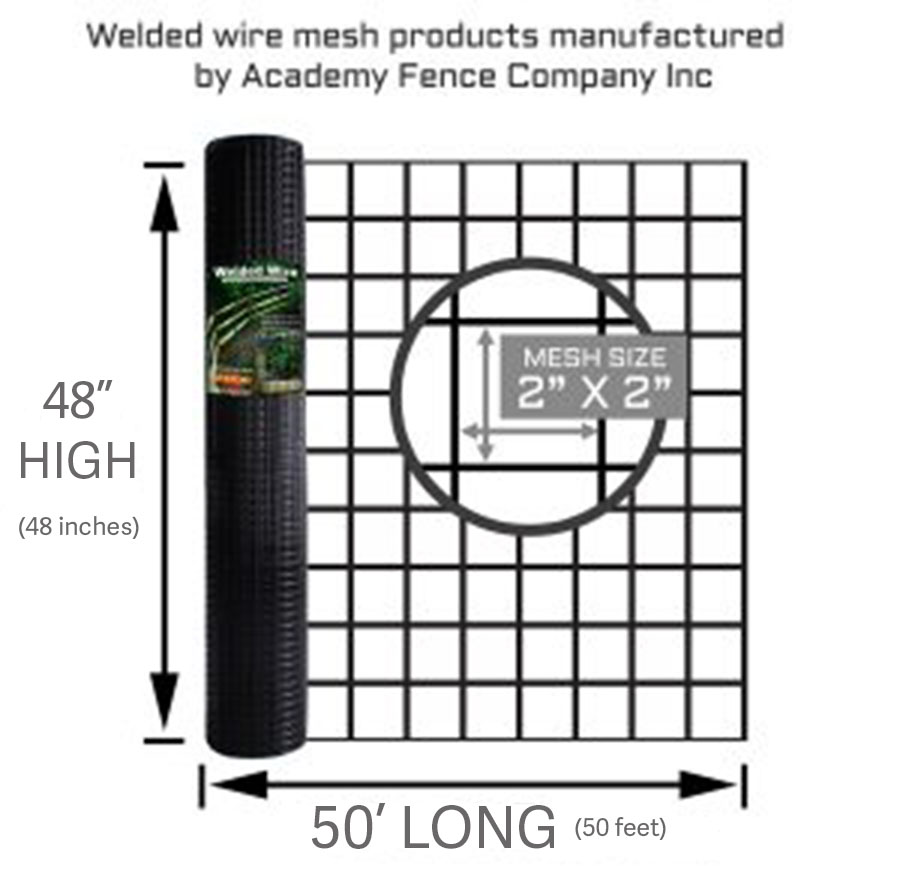 Welded wire mesh products manufactured
by Academy Fence Company Inc
Welded Wire
MESH SIZE
2” X 2”
48”
HIGH
(48 inches)
50’ LONG (50 feet)